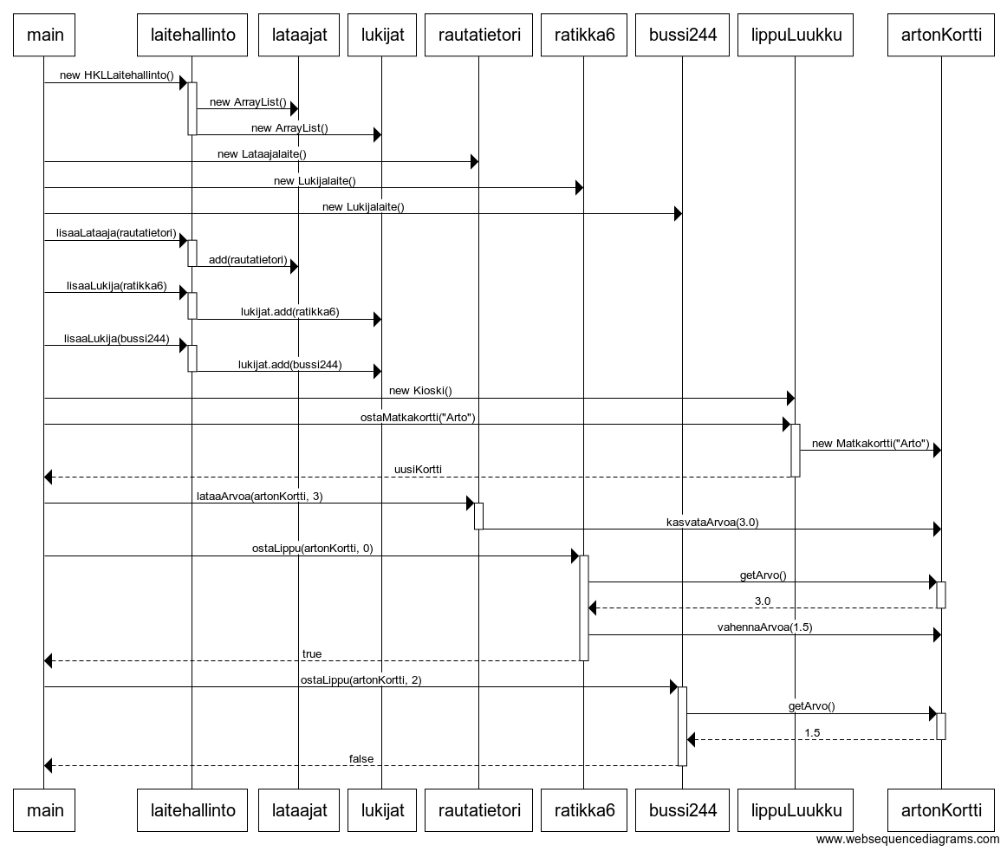 main laitehallinto lataajat lukijat rautatietori ratikka6 bussi244 lippuLuukku artonKortti
new HKLLaitehallinto()
new ArrayList()
new ArrayList()
new Lataajalaite()
new Lukijalaite()
new Lukijalaite()
lisaaLataaja(rautatietori)
add(rautatietori)
lisaaLukija(ratikka6)
lukijat.add(ratikka6)
lisaaLukija(bussi244)
lukijat.add(bussi244)
new Kioski()
ostaMatkakortti("Arto")
new Matkakortti("Arto")
uusiKortti
lataaArvoa(artonKortti, 3)
kasvataArvoa(3.0)
ostaLippu(artonKortti, 0)
getArvo()
3.0
vahennaArvoa(1.5)
true
ostaLippu(artonKortti, 2)
getArvo()
1.5
false
main laitehallinto lataajat lukijat rautatietori ratikka6 bussi244 lippuLuukku artonKortti
www.websequencediagrams.com